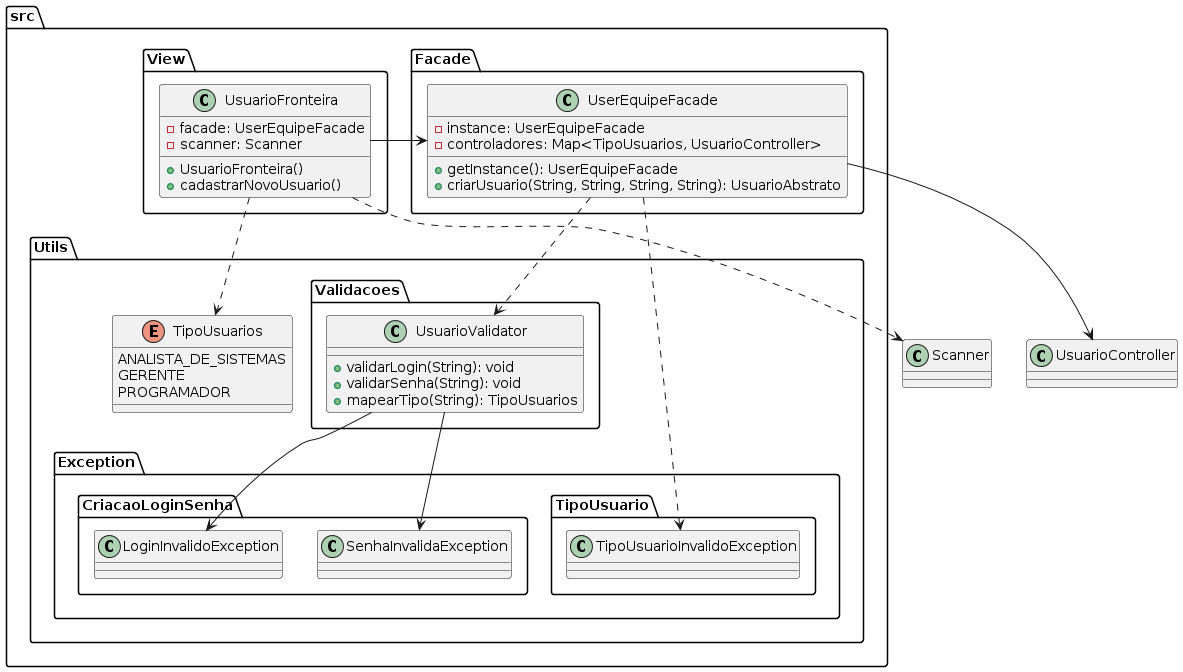 src
View
Facade
C UsuarioFronteira
facade: UserEquipeFacade
scanner: Scanner
UsuarioFronteira()
cadastrarNovoUsuario()
C UserEquipeFacade
instance: UserEquipeFacade
controladores: Map<TipoUsuarios, UsuarioController>
getInstance(): UserEquipeFacade
criarUsuario(String, String, String, String): UsuarioAbstrato
Utils
E TipoUsuarios
ANALISTA_DE_SISTEMAS
GERENTE
PROGRAMADOR
Validacoes
C UsuarioValidator
validarLogin(String): void
validarSenha(String): void
mapearTipo(String): TipoUsuarios
C Scanner
C UsuarioController
Exception
CriacaoLoginSenha
C LoginInvalidoException
C SenhaInvalidaException
TipoUsuario
C TipoUsuarioInvalidoException